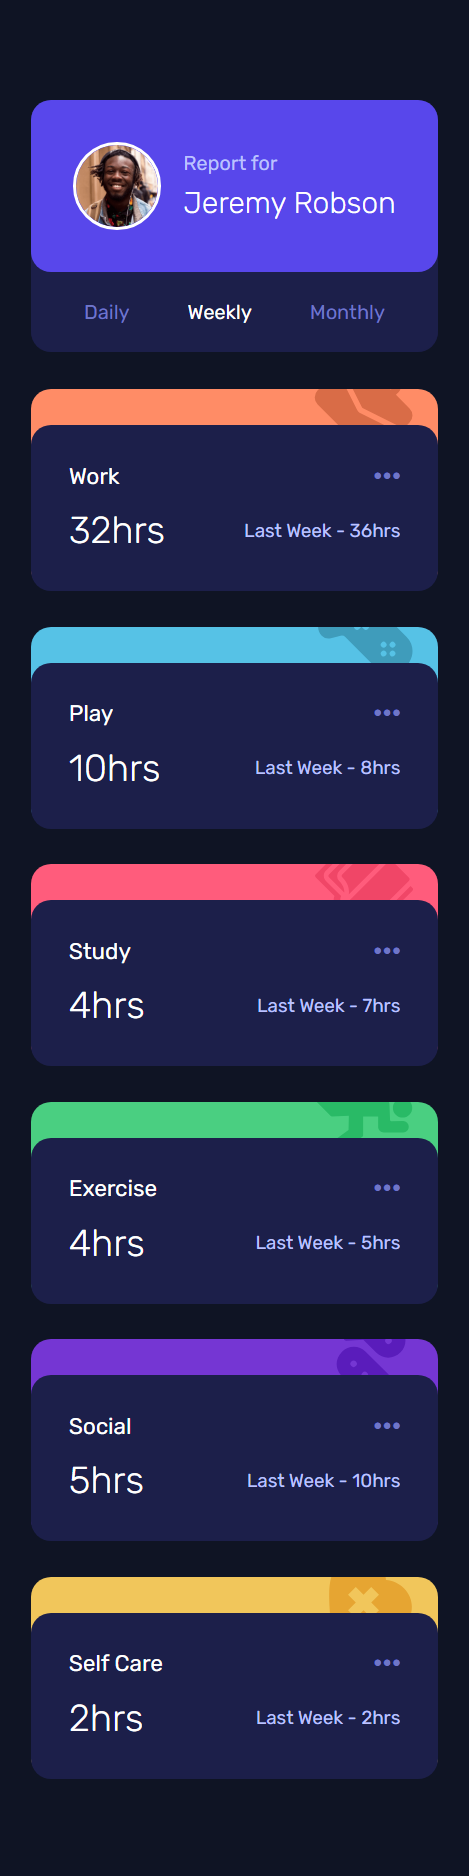 Report for
Jeremy Robson
Daily Weekly Monthly
Work
32hrs Last Week - 36hrs
Play
10hrs Last Week - 8hrs
Study
4hrs Last Week - 7hrs
Exercise
4hrs Last Week - 5hrs
Social
5hrs Last Week - 10hrs
Self Care
2hrs Last Week - 2hrs